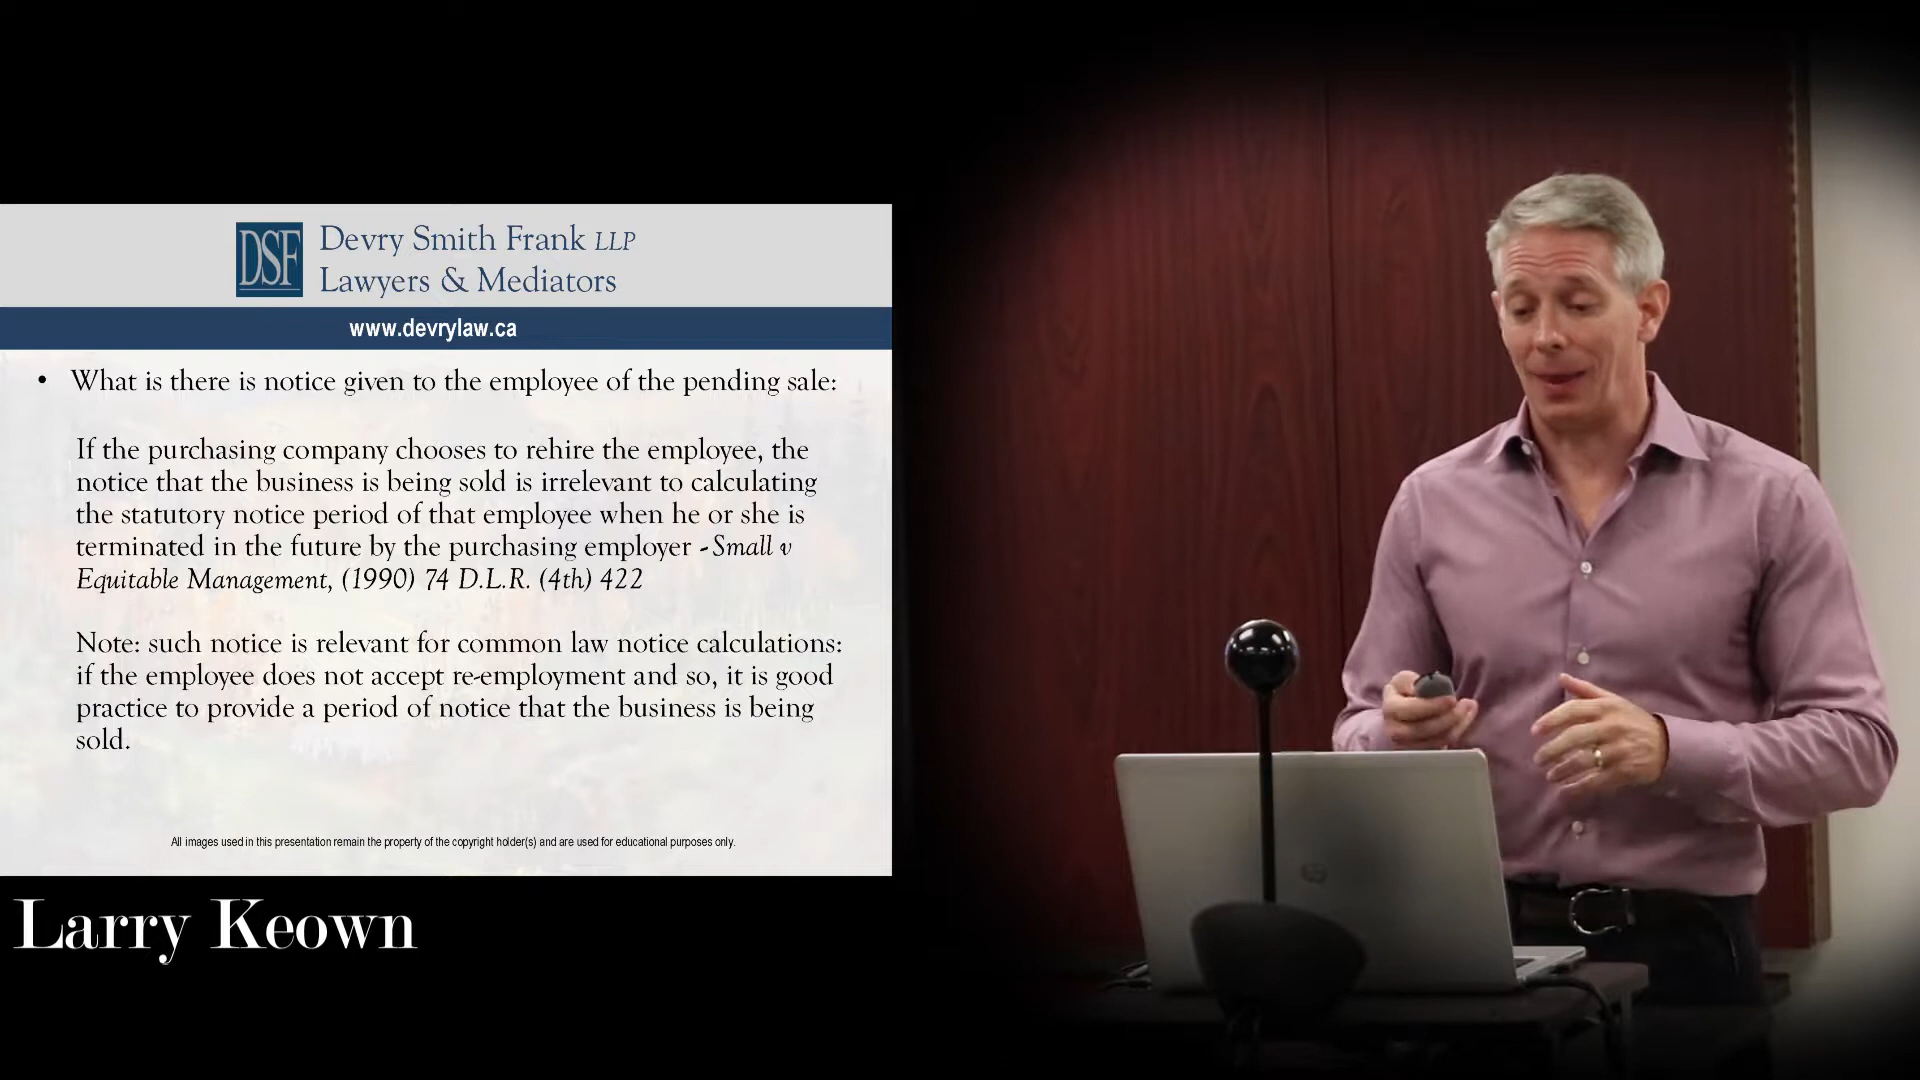 DSF
Devry Smith Frank LLP
Lawyers & Mediators
www.devrylaw.ca
• What is there is notice given to the employee of the pending sale:
If the purchasing company chooses to rehire the employee, the
notice that the business is being sold is irrelevant to calculating
the statutory notice period of that employee when he or she is
terminated in the future by the purchasing employer - Small v
Equitable Management, (1990) 74 D.L.R. (4th) 422
Note: such notice is relevant for common law notice calculations:
if the employee does not accept re-employment and so, it is good
practice to provide a period of notice that the business is being
sold.
All images used in this presentation remain the property of the copyright holder(s) and are used for educational purposes only.
Larry Keown